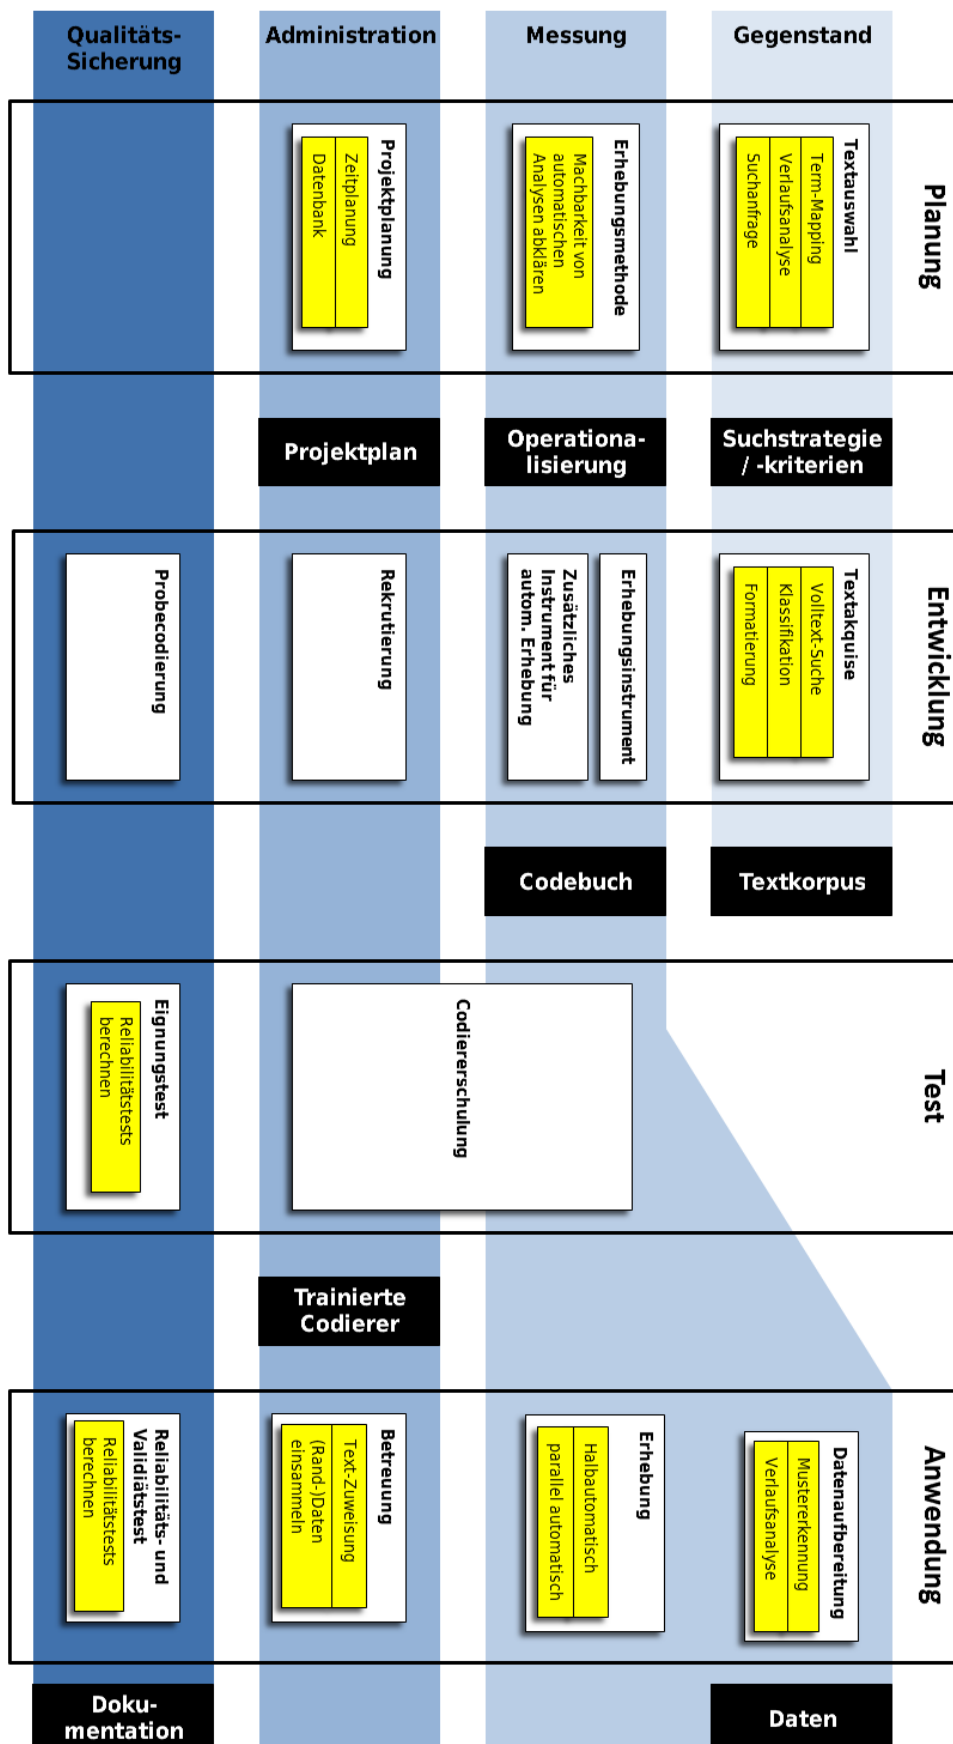 Qualitäts-
Sicherung
Administration
Messung
Gegenstand
Planung
Projektplanung
Zeitplanung
Datenbank
Erhebungsmethode
Machbarkeit von
automatischen
Analysen abklären
Textauswahl
Term-Mapping
Verlaufsanalyse
Suchanfrage
Projektplan
Operationa-
lisierung
Suchstrategie
/ -kriterien
Entwicklung
Probecodierung
Rekrutierung
Erhebungsinstrument
Zusätzliches
Instrument für
autom. Erhebung
Textakquise
Volltext-Suche
Klassifikation
Formatierung
Codebuch
Textkorpus
Test
Eignungstest
Reliabilitätstests
berechnen
Codiererschulung
Trainierte
Codierer
Anwendung
Reliabilitäts- und
Validiätstest
Reliabilitätstests
berechnen
Betreuung
Text-Zuweisung
(Rand-)Daten
einsammeln
Erhebung
Halbautomatisch
parallel automatisch
Datenaufbereitung
Mustererkennung
Verlaufsanalyse
Doku-
mentation
Daten